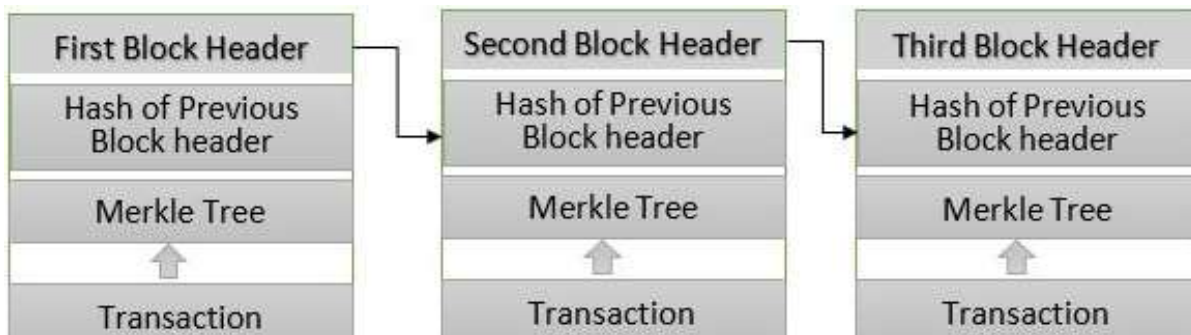 First Block Header
Hash of Previous
Block header
Merkle Tree
Transaction
Second Block Header
Hash of Previous
Block header
Merkle Tree
Transaction
Third Block Header
Hash of Previous
Block header
Merkle Tree
Transaction